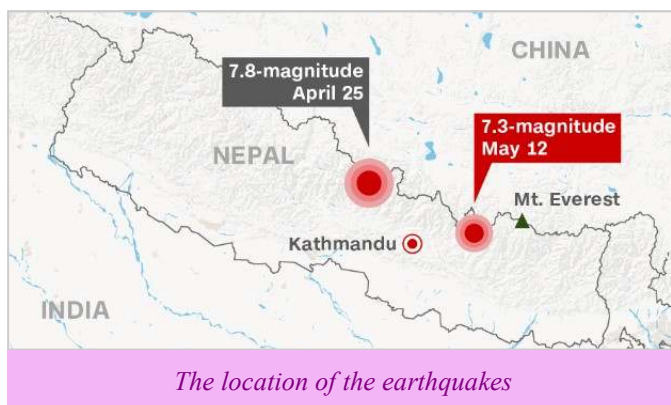 CHINA
7.8-magnitude
April 25
7.3-magnitude
May 12
NEPAL
Mt. Everest
Kathmandu
INDIA
The location of the earthquakes